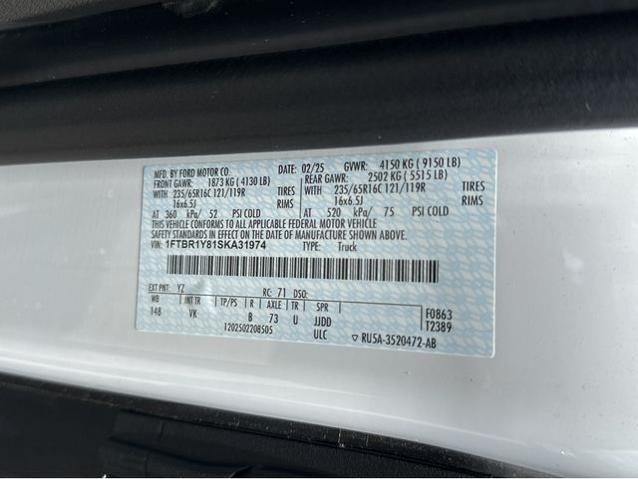 MFD. BY FORD MOTOR CO. DATE: 02/25 GVWR: 4150 KG ( 9150 LB)
FRONT GAWR: 1873 KG ( 4130 LB) REAR GAWR: 2502 KG ( 5515 LB)
WITH 235/65R16C 121/119R TIRES WITH 235/65R16C 121/119R TIRES
16x6.5J RIMS 16x6.5J RIMS
AT 360 kPa/ 52 PSI COLD AT 520 kPa/ 75 PSI COLD
THIS VEHICLE CONFORMS TO ALL APPLICABLE FEDERAL MOTOR VEHICLE
SAFETY STANDARDS IN EFFECT ON THE DATE OF MANUFACTURE SHOWN ABOVE.
VIN: 1FTBR1Y81SKA31974 TYPE: Truck
EXT PNT: YZ RC: 71 DSO:
WB INT TR TP/PS R AXLE TR SPR F0863
148 VK B 73 U JJDD T2389
1202502208505 ULC RU5A-3520472-AB